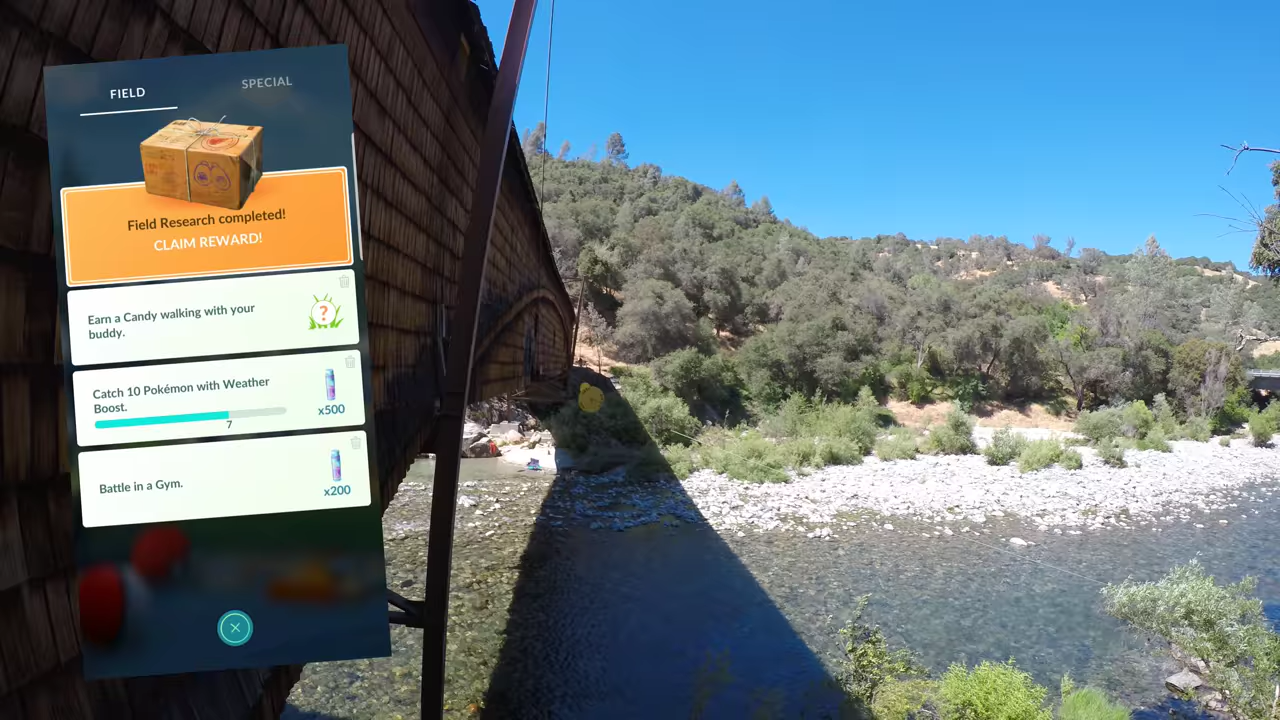 FIELD
SPECIAL
Field Research completed!
CLAIM REWARD!
Earn a Candy walking with your
buddy.
Catch 10 Pokémon with Weather
Boost.
x500
7
Battle in a Gym.
x200